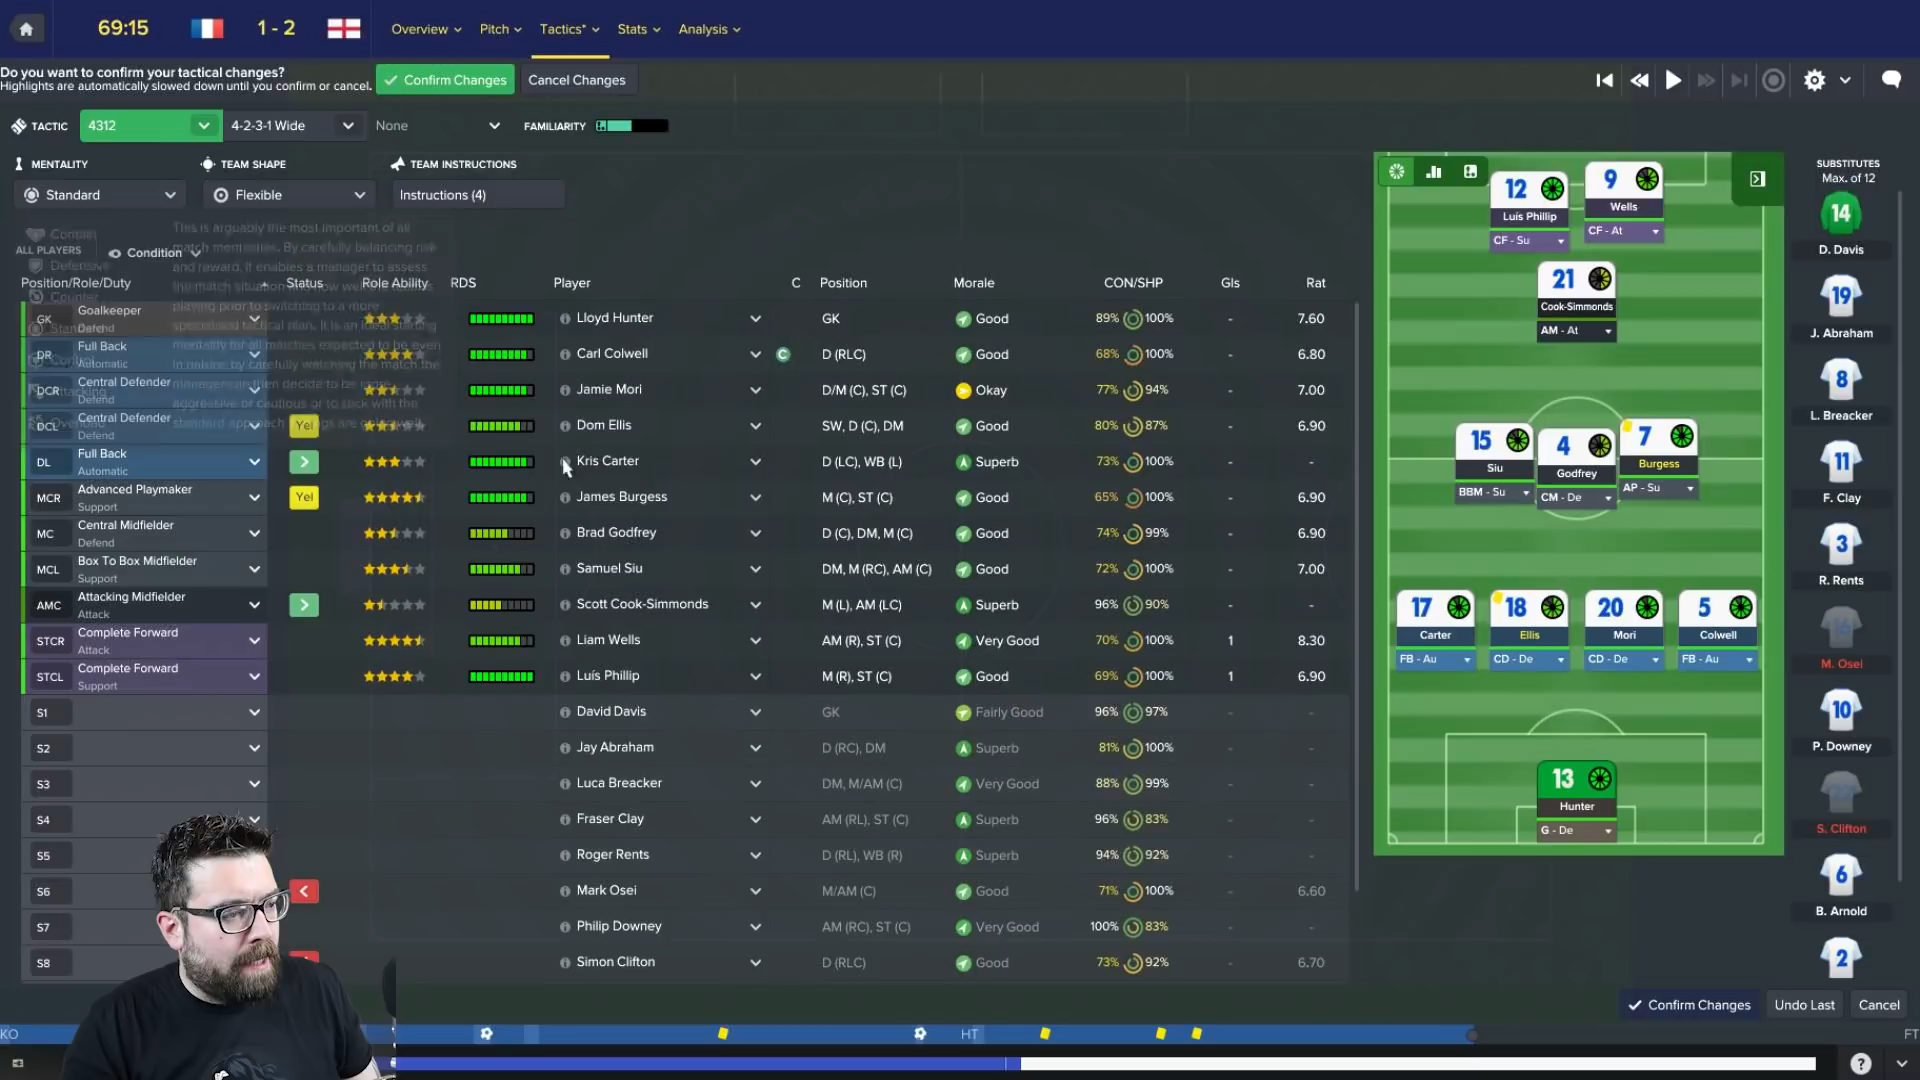 69:15 1 - 2 Overview Pitch Tactics* Stats Analysis
Do you want to confirm your tactical changes?
Highlights are automatically slowed down until you confirm or cancel.
Confirm Changes Cancel Changes
TACTIC 4312 4-2-3-1 Wide None FAMILIARITY
MENTALITY TEAM SHAPE TEAM INSTRUCTIONS
Standard Flexible Instructions (4)
ALL PLAYERS Condition
Position/Role/Duty Status Role Ability RDS Player C Position Morale CON/SHP Gls Rat
GK Goalkeeper Defend Lloyd Hunter GK Good 89% 100% - 7.60
DR Full Back Automatic Carl Colwell C D (RLC) Good 68% 100% - 6.80
DCR Central Defender Defend Jamie Mori D/M (C), ST (C) Okay 77% 94% - 7.00
DCL Central Defender Defend Yel Dom Ellis SW, D (C), DM Good 80% 87% - 6.90
DL Full Back Automatic Kris Carter D (LC), WB (L) Superb 73% 100% - -
MCR Advanced Playmaker Support Yel James Burgess M (C), ST (C) Good 65% 100% - 6.90
MC Central Midfielder Defend Brad Godfrey D (C), DM, M (C) Good 74% 99% - 6.90
MCL Box To Box Midfielder Support Samuel Siu DM, M (RC), AM (C) Good 72% 100% - 7.00
AMC Attacking Midfielder Attack Scott Cook-Simmonds M (L), AM (LC) Superb 96% 90% - -
STCR Complete Forward Attack Liam Wells AM (R), ST (C) Very Good 70% 100% 1 8.30
STCL Complete Forward Support Luís Phillip M (R), ST (C) Good 69% 100% 1 6.90
S1 David Davis GK Fairly Good 96% 97% - -
S2 Jay Abraham D (RC), DM Superb 81% 100% - -
S3 Luca Breacker DM, M/AM (C) Very Good 88% 99% - -
S4 Fraser Clay AM (RL), ST (C) Superb 96% 83% - -
S5 Roger Rents D (RL), WB (R) Superb 94% 92% - -
S6 Mark Osei M/AM (C) Good 71% 100% - 6.60
S7 Philip Downey AM (RC), ST (C) Very Good 100% 83% - -
S8 Simon Clifton D (RLC) Good 73% 92% - 6.70
12 Luís Phillip CF - Su
9 Wells CF - At
21 Cook-Simmonds AM - At
15 Siu BBM - Su
4 Godfrey CM - De
7 Burgess AP - Su
17 Carter FB - Au
18 Ellis CD - De
20 Mori CD - De
5 Colwell FB - Au
13 Hunter G - De
SUBSTITUTES
Max. of 12
14
D. Davis
19
J. Abraham
8
L. Breacker
11
F. Clay
3
R. Rents
M. Osei
10
P. Downey
S. Clifton
6
B. Arnold
2
Confirm Changes Undo Last Cancel
KO HT FT